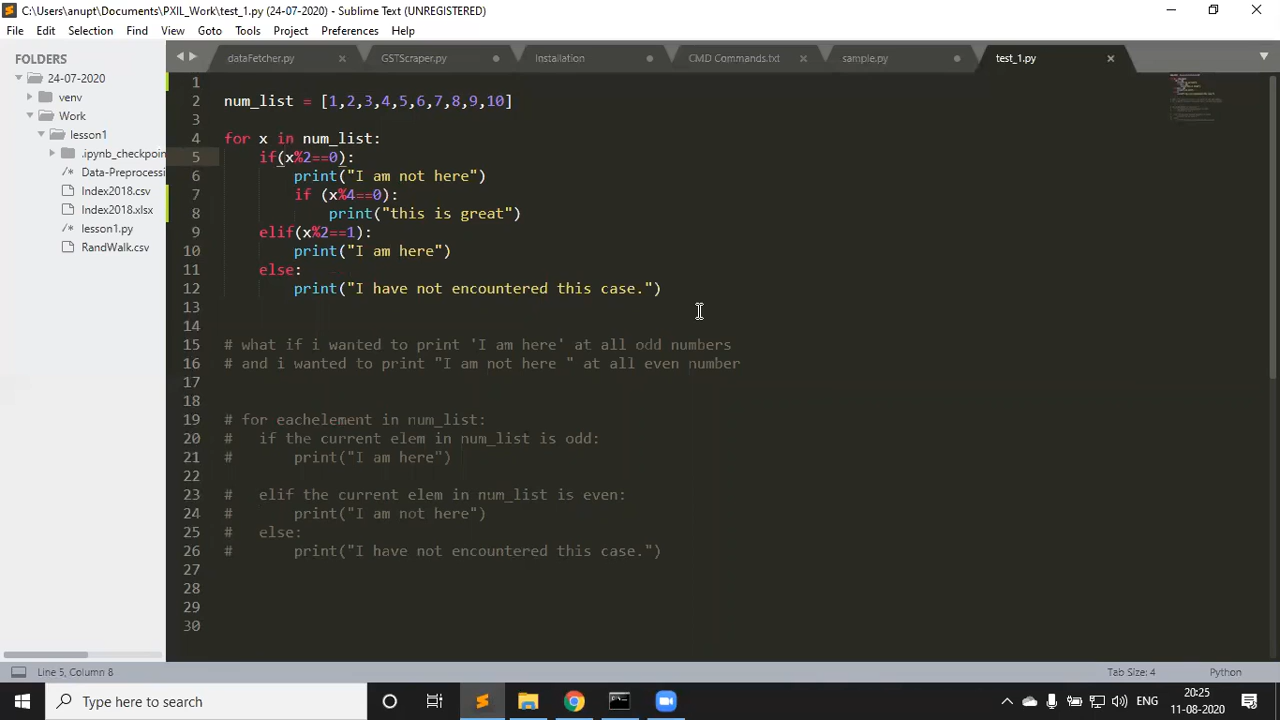 C:\Users\anupt\Documents\PXIL_Work\test_1.py (24-07-2020) - Sublime Text (UNREGISTERED)
File Edit Selection Find View Goto Tools Project Preferences Help
FOLDERS
24-07-2020
venv
Work
lesson1
.ipynb_checkpoin
Data-Preprocessi
Index2018.csv
Index2018.xlsx
lesson1.py
RandWalk.csv
dataFetcher.py GSTScraper.py Installation CMD Commands.txt sample.py test_1.py
1
2 num_list = [1,2,3,4,5,6,7,8,9,10]
3
4 for x in num_list:
5     if(x%2==0):
6         print("I am not here")
7         if (x%4==0):
8             print("this is great")
9     elif(x%2==1):
10         print("I am here")
11     else:
12         print("I have not encountered this case.")
13
14
15 # what if i wanted to print 'I am here' at all odd numbers
16 # and i wanted to print "I am not here " at all even number
17
18
19 # for eachelement in num_list:
20 #   if the current elem in num_list is odd:
21 #       print("I am here")
22
23 #   elif the current elem in num_list is even:
24 #       print("I am not here")
25 #   else:
26 #       print("I have not encountered this case.")
27
28
29
30
Line 5, Column 8 Tab Size: 4 Python
Type here to search
ENG
20:25
11-08-2020